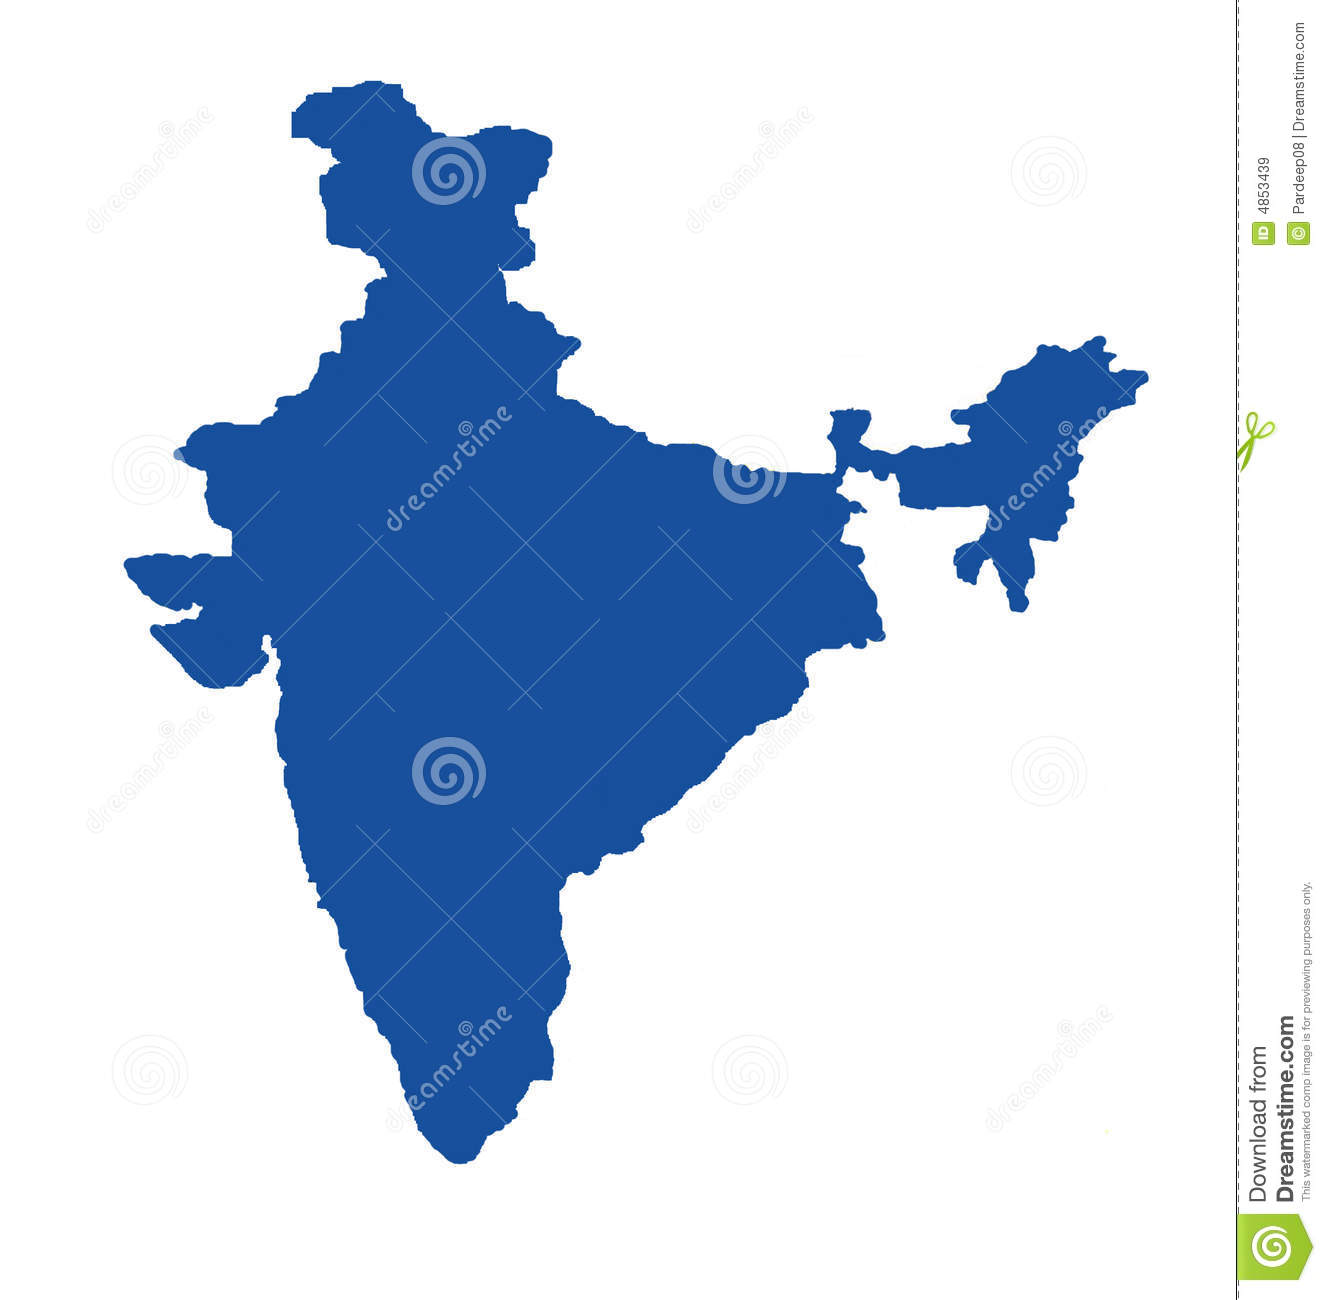 ID 4853439
© Pardeep08 | Dreamstime.com
Download from
Dreamstime.com
This watermarked comp image is for previewing purposes only.
dreamstime
dreamstime
dreamstime
dreamstime
dreamstime
dreamstime
dreamstime
dreamstime